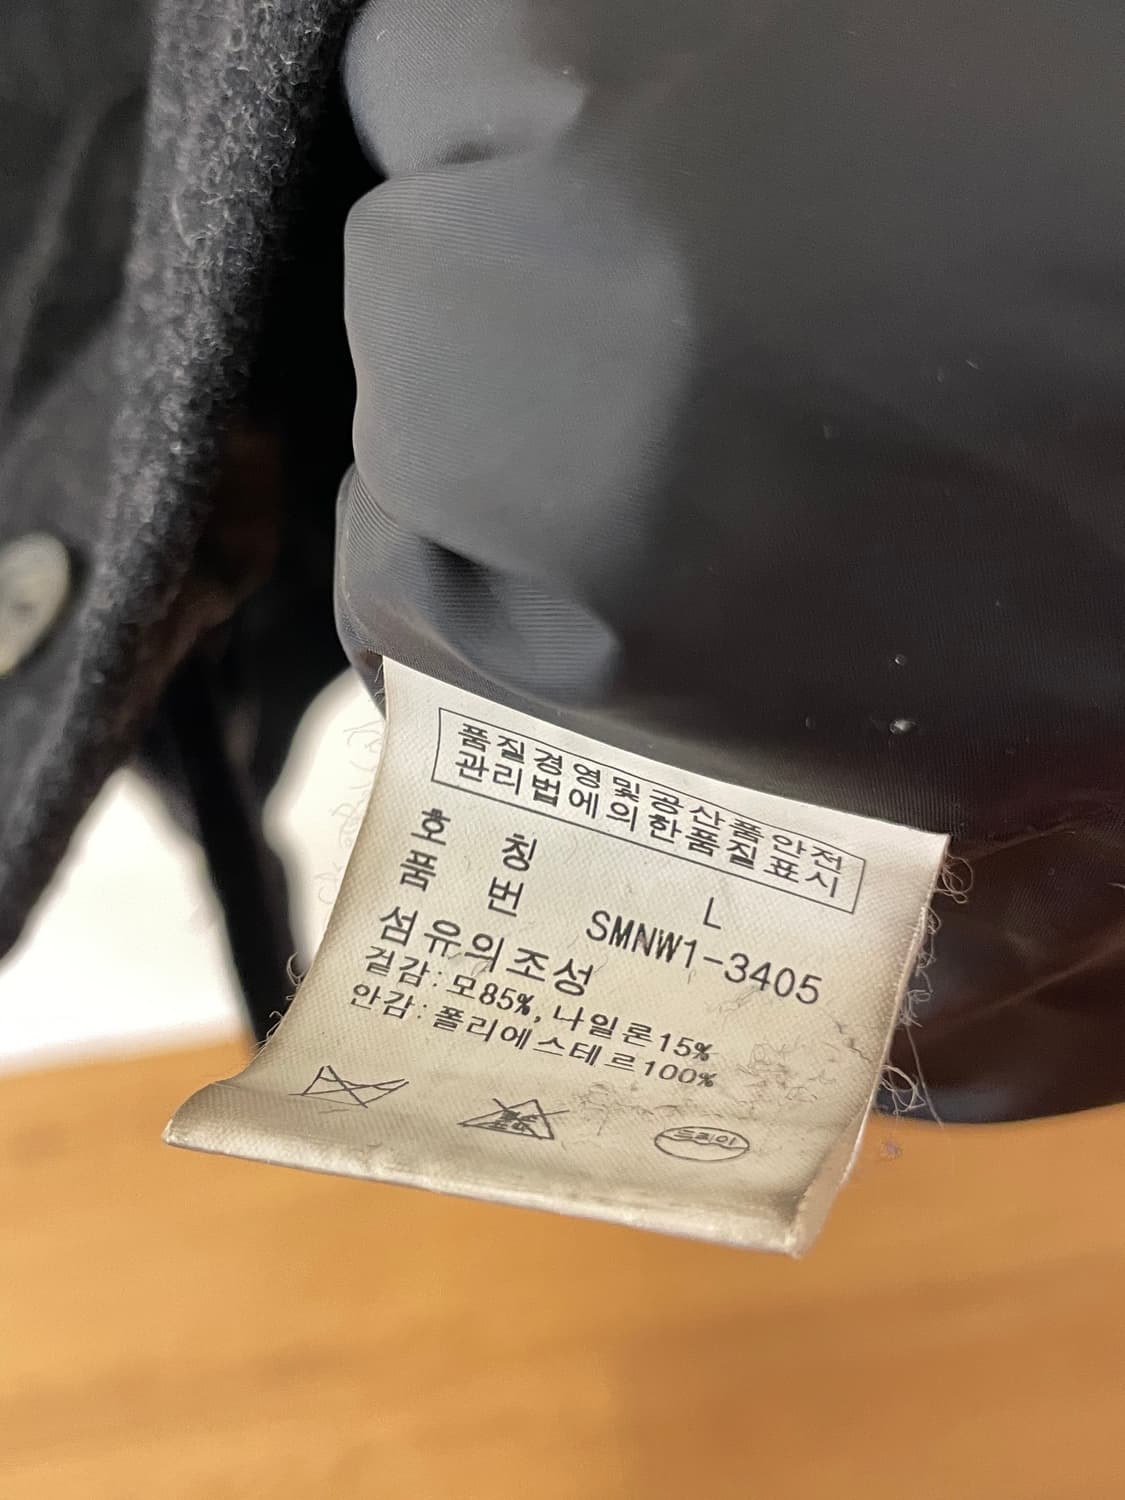 품질경영및공산품안전
관리법에의한품질표시
호 칭 L
품 번 SMNW1-3405
섬유의조성
겉감:모85%,나일론15%
안감:폴리에스테르100%
드라이